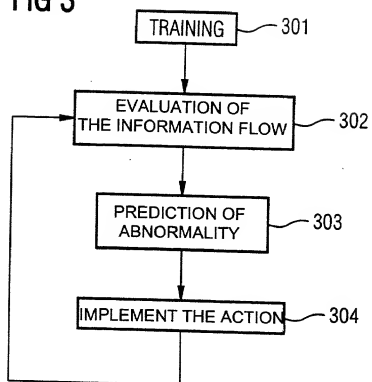 FIG 3
TRAINING 301
EVALUATION OF
THE INFORMATION FLOW 302
PREDICTION OF
ABNORMALITY 303
IMPLEMENT THE ACTION 304